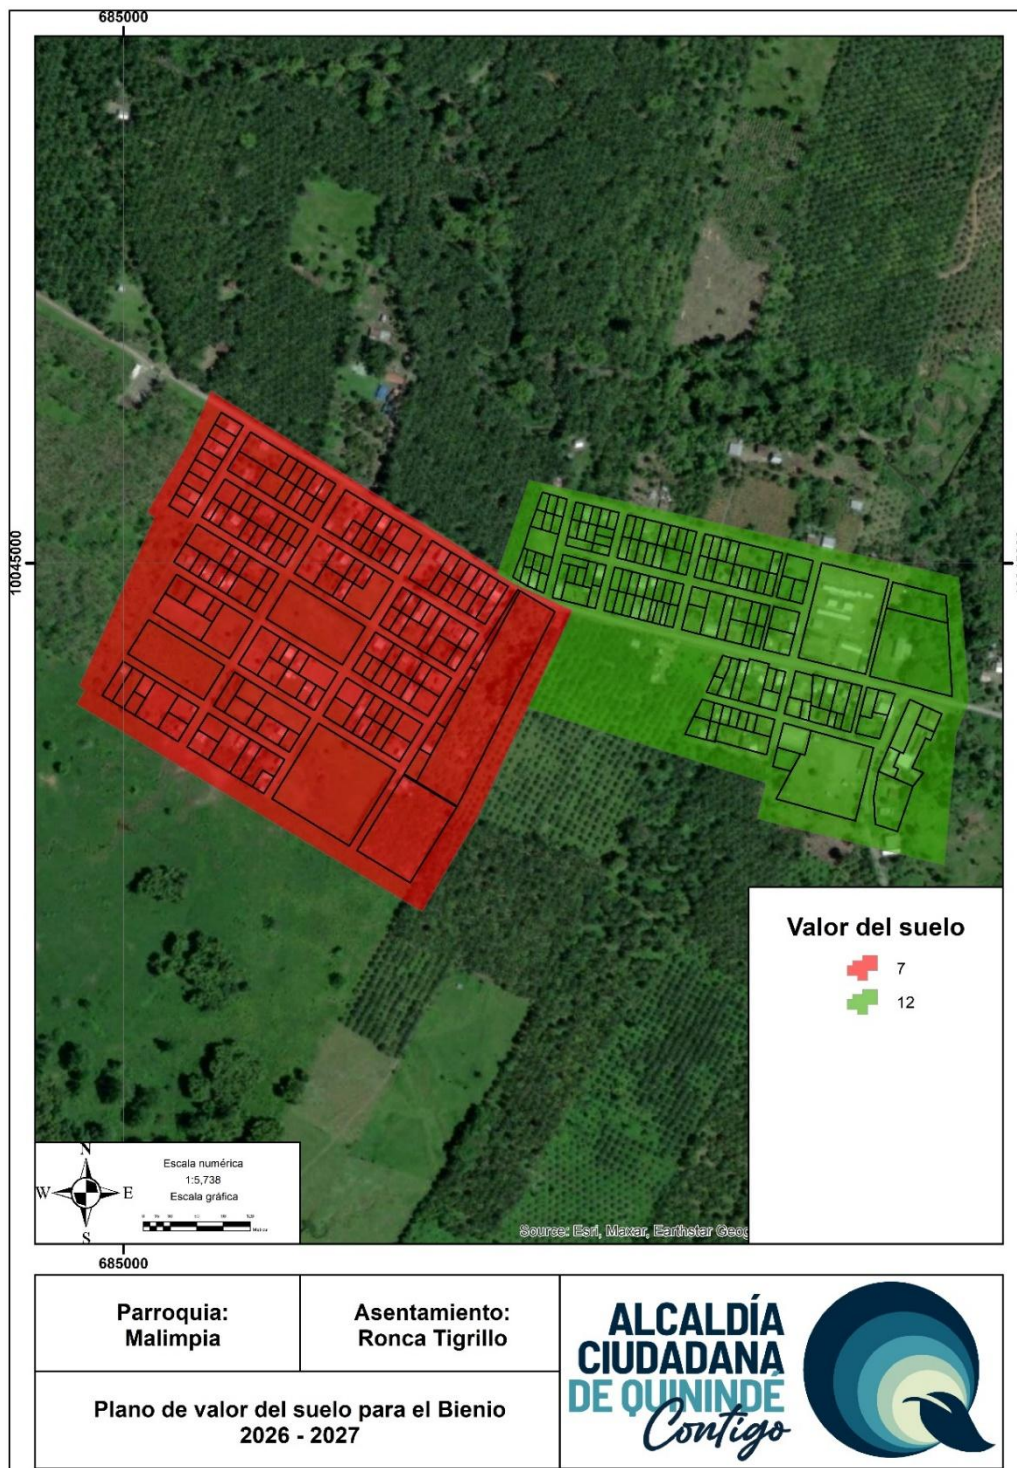 685000
10045000
Valor del suelo
7
12
N
W
E
S
Escala numérica
1:5,738
Escala gráfica
Source: Esri, Maxar, Earthstar Geog
685000
Parroquia:
Malimpia
Asentamiento:
Ronca Tigrillo
Plano de valor del suelo para el Bienio
2026 - 2027
ALCALDÍA
CIUDADANA
DE QUININDÉ
Contigo